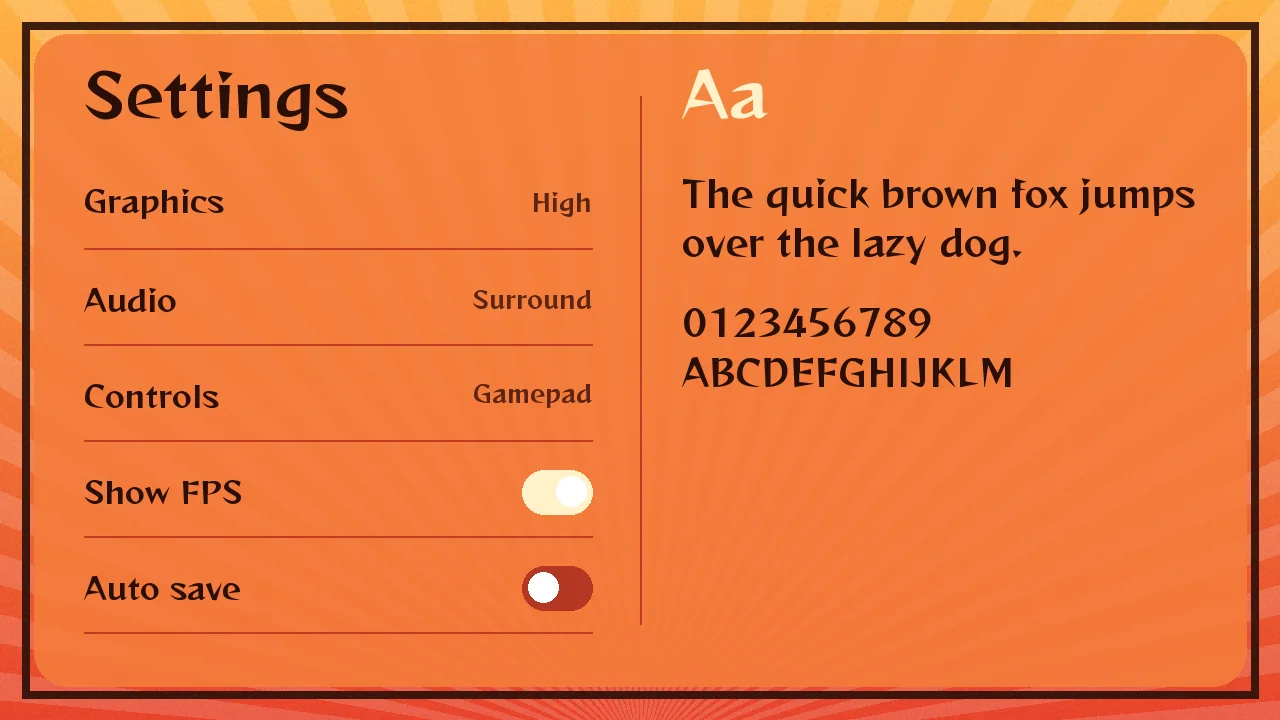 Settings
Graphics High
Audio Surround
Controls Gamepad
Show FPS
Auto save
Aa
The quick brown fox jumps
over the lazy dog.
0123456789
ABCDEFGHIJKLM